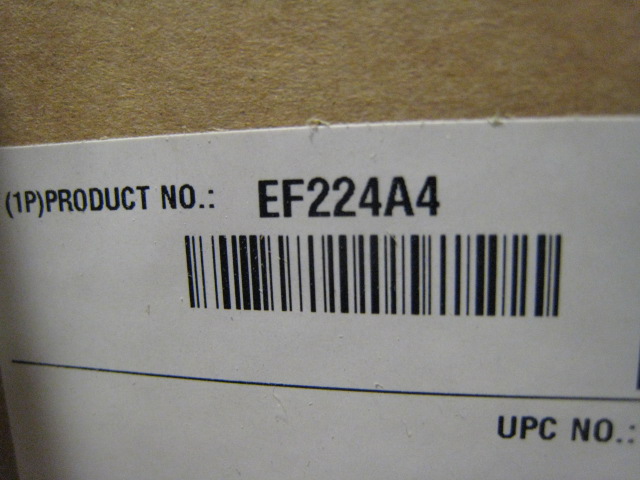 (1P)PRODUCT NO.: EF224A4
UPC NO.: